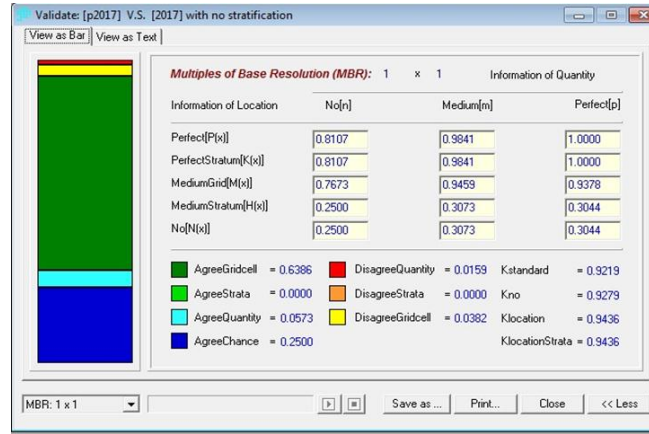 Validate: [p2017] V.S. [2017] with no stratification
View as Bar View as Text
Multiples of Base Resolution (MBR): 1 x 1 Information of Quantity
Information of Location No[n] Medium[m] Perfect[p]
Perfect[P(x)] 0.8107 0.9841 1.0000
PerfectStratum[K(x)] 0.8107 0.9841 1.0000
MediumGrid[M(x)] 0.7673 0.9459 0.9378
MediumStratum[H(x)] 0.2500 0.3073 0.3044
No[N(x)] 0.2500 0.3073 0.3044
AgreeGridcell = 0.6386 DisagreeQuantity = 0.0159 Kstandard = 0.9219
AgreeStrata = 0.0000 DisagreeStrata = 0.0000 Kno = 0.9279
AgreeQuantity = 0.0573 DisagreeGridcell = 0.0382 Klocation = 0.9436
AgreeChance = 0.2500 KlocationStrata = 0.9436
MBR: 1 x 1 Save as ... Print... Close << Less